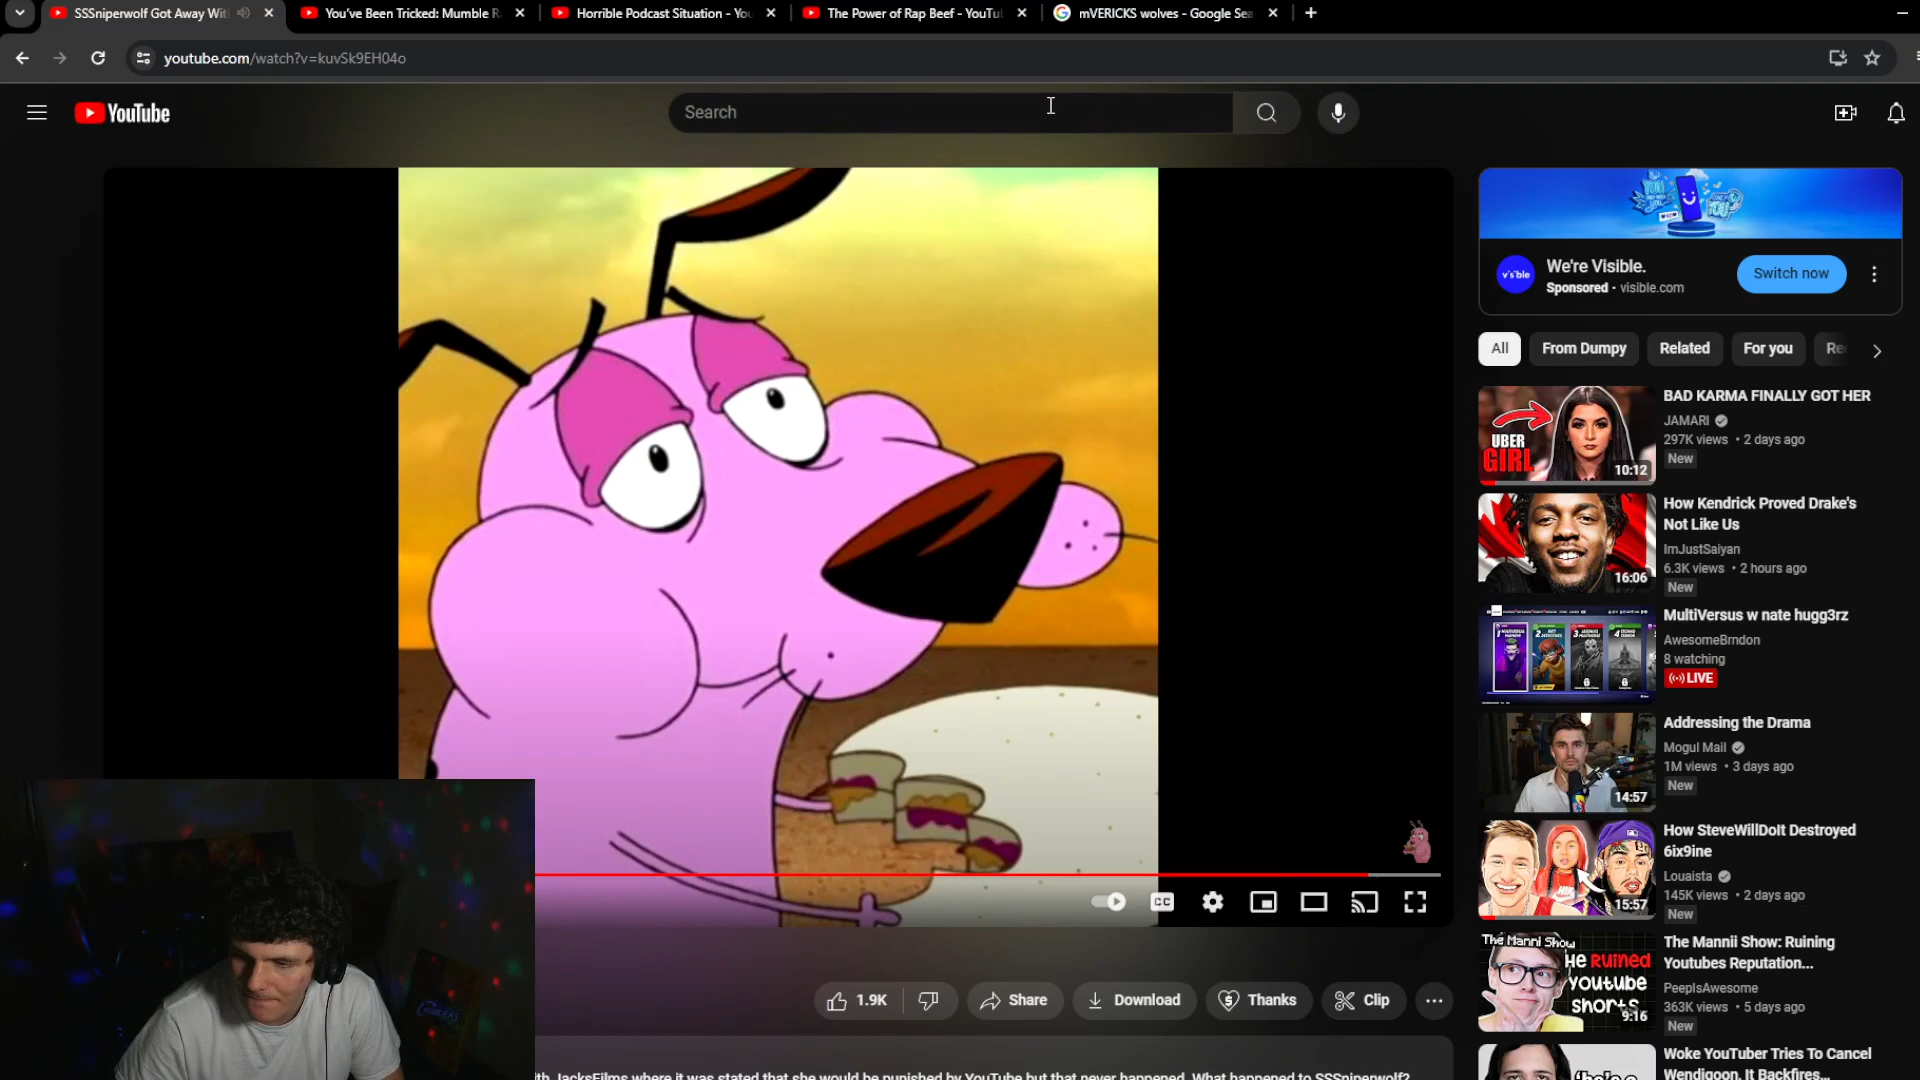 SSSniperwolf Got Away Wit
You've Been Tricked: Mumble R
Horrible Podcast Situation - You
The Power of Rap Beef - YouTu
mVERICKS wolves - Google Sea
youtube.com/watch?v=kuvSk9EH04o
YouTube
Search
We're Visible.
Sponsored • visible.com
Switch now
All
From Dumpy
Related
For you
Rec
UBER
GIRL
10:12
BAD KARMA FINALLY GOT HER
JAMARI
297K views • 2 days ago
New
16:06
How Kendrick Proved Drake's
Not Like Us
ImJustSaiyan
6.3K views • 2 hours ago
New
MultiVersus w nate hugg3rz
AwesomeBrndon
8 watching
LIVE
14:57
Addressing the Drama
Mogul Mail
1M views • 3 days ago
New
15:57
How SteveWillDoIt Destroyed
6ix9ine
Louaista
145K views • 2 days ago
New
The Manni Show
HE RUINED
YOUTUBE
SHORTS
9:16
The Mannii Show: Ruining
Youtubes Reputation...
PeepIsAwesome
363K views • 5 days ago
New
Woke YouTuber Tries To Cancel
Wendigoon, It Backfires...
CC
1.9K
Share
Download
Thanks
Clip
ith JacksFilms where it was stated that she would be punished by YouTube but that never happened. What happened to SSSniperwolf?